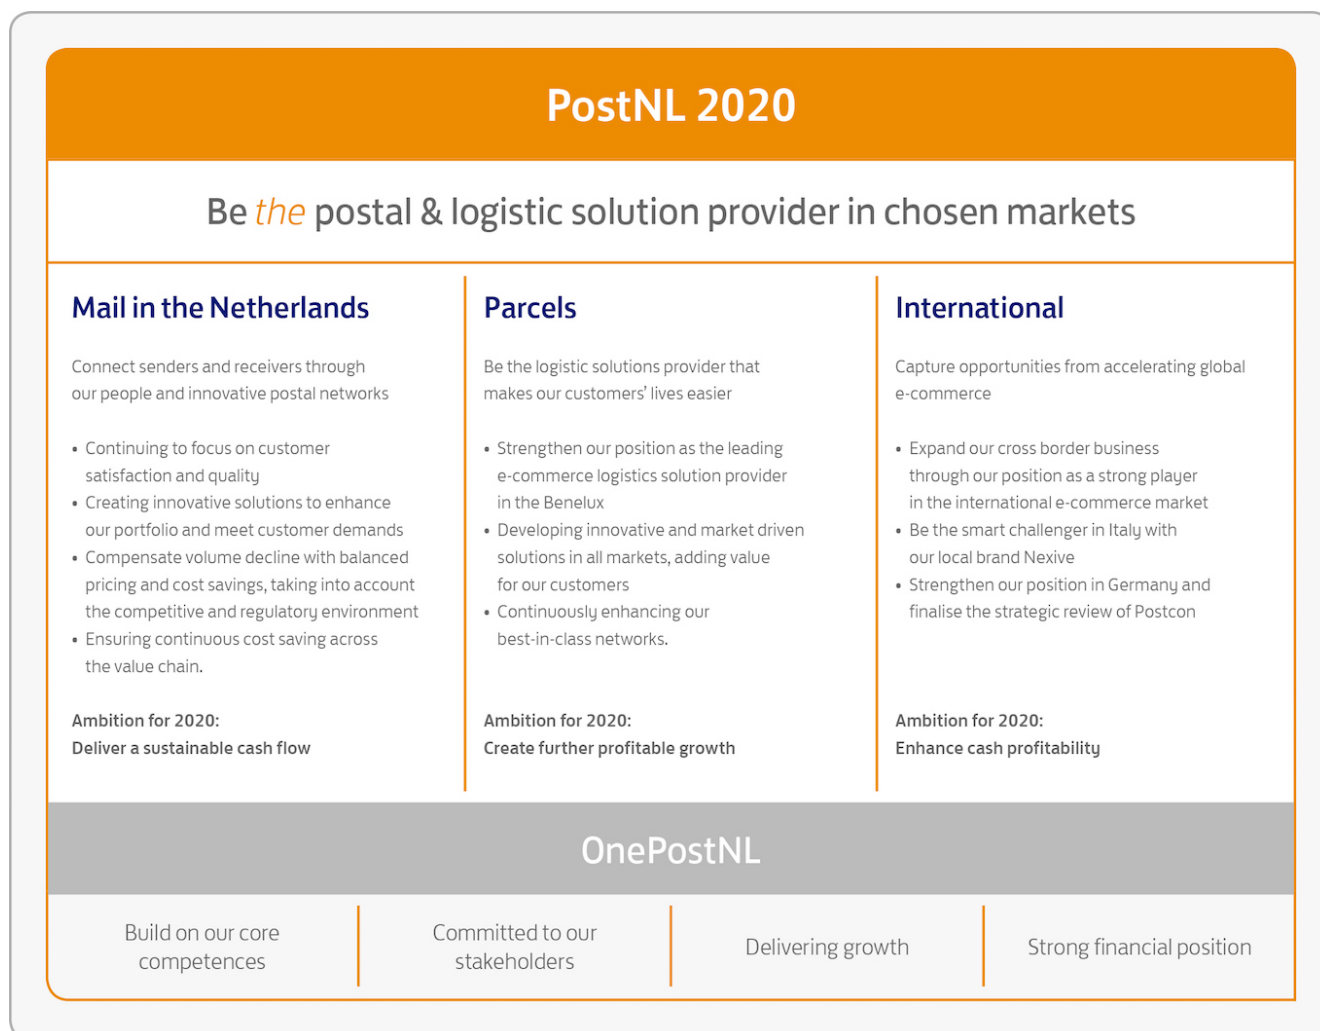 PostNL 2020
Be the postal & logistic solution provider in chosen markets
Mail in the Netherlands
Connect senders and receivers through
our people and innovative postal networks
• Continuing to focus on customer
satisfaction and quality
• Creating innovative solutions to enhance
our portfolio and meet customer demands
• Compensate volume decline with balanced
pricing and cost savings, taking into account
the competitive and regulatory environment
• Ensuring continuous cost saving across
the value chain.
Ambition for 2020:
Deliver a sustainable cash flow
Parcels
Be the logistic solutions provider that
makes our customers’ lives easier
• Strengthen our position as the leading
e-commerce logistics solution provider
in the Benelux
• Developing innovative and market driven
solutions in all markets, adding value
for our customers
• Continuously enhancing our
best-in-class networks.
Ambition for 2020:
Create further profitable growth
International
Capture opportunities from accelerating global
e-commerce
• Expand our cross border business
through our position as a strong player
in the international e-commerce market
• Be the smart challenger in Italy with
our local brand Nexive
• Strengthen our position in Germany and
finalise the strategic review of Postcon
Ambition for 2020:
Enhance cash profitability
OnePostNL
Build on our core
competences
Committed to our
stakeholders
Delivering growth
Strong financial position